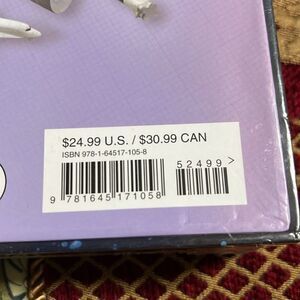 $24.99 U.S. / $30.99 CAN
ISBN 978-1-64517-105-8
52499>
9 781645 171058